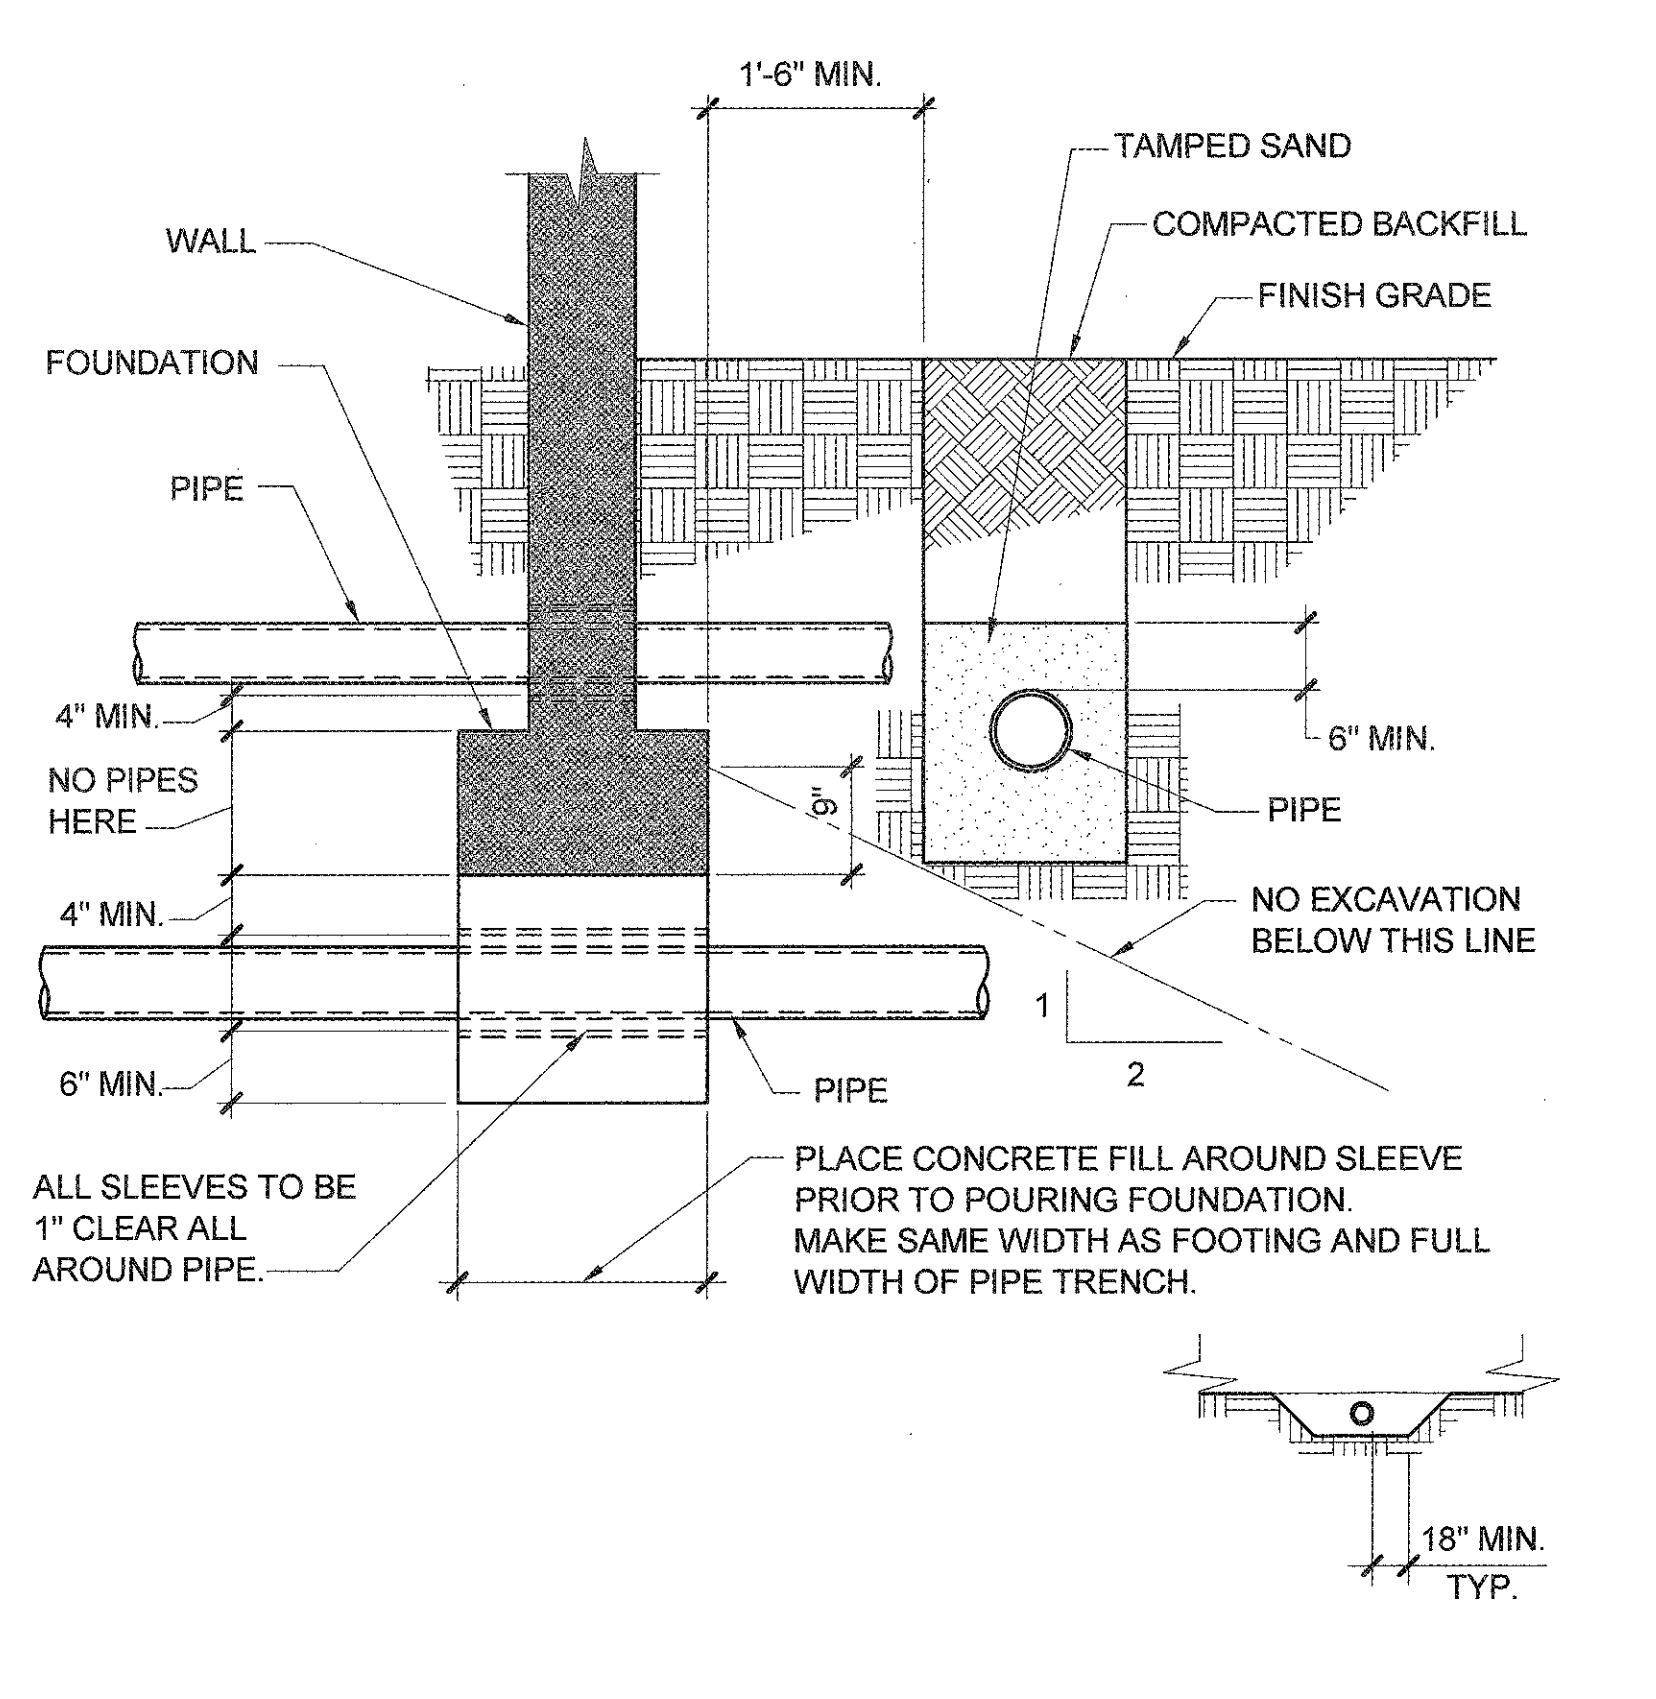 1'-6" MIN.
TAMPED SAND
COMPACTED BACKFILL
WALL
FINISH GRADE
FOUNDATION
PIPE
4" MIN.
6" MIN.
NO PIPES
HERE
9"
PIPE
4" MIN.
NO EXCAVATION
BELOW THIS LINE
1
2
6" MIN.
PIPE
PLACE CONCRETE FILL AROUND SLEEVE
PRIOR TO POURING FOUNDATION.
MAKE SAME WIDTH AS FOOTING AND FULL
WIDTH OF PIPE TRENCH.
ALL SLEEVES TO BE
1" CLEAR ALL
AROUND PIPE.
18" MIN.
TYP.